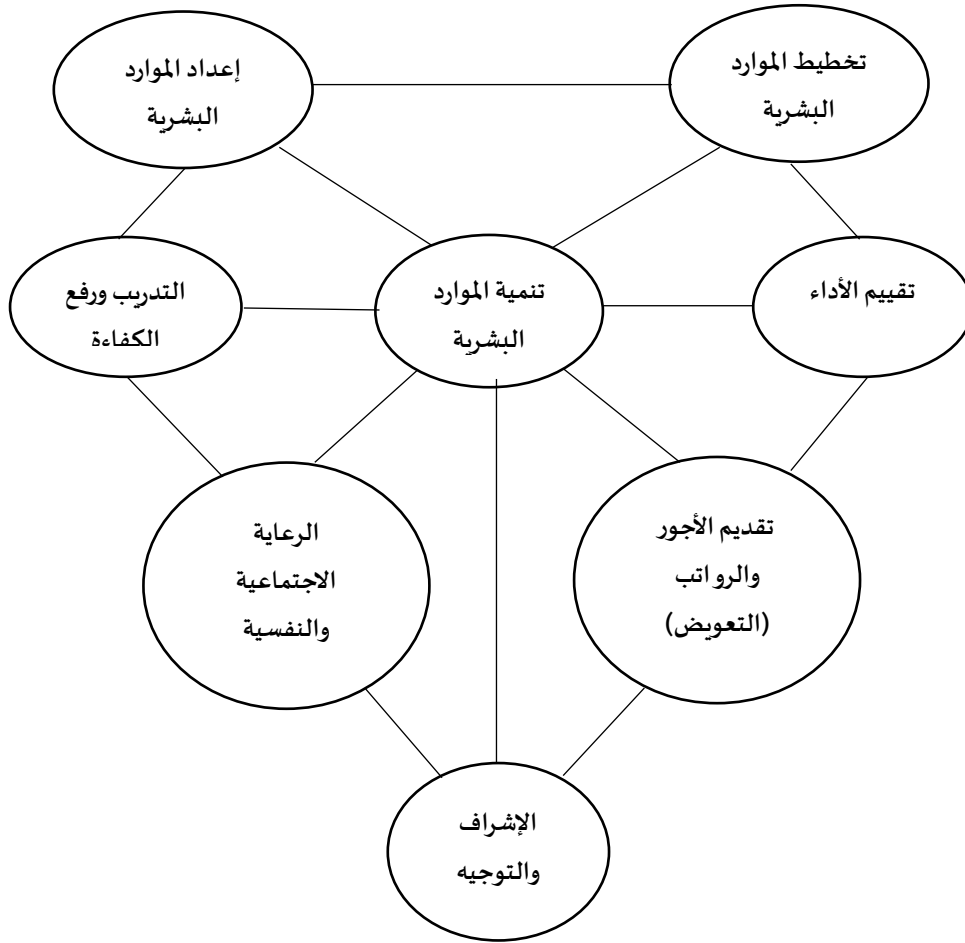 تخطيط الموارد
البشرية
إعداد الموارد
البشرية
تقييم الأداء
تنمية الموارد
البشرية
التدريب ورفع
الكفاءة
تقديم الأجور
والرواتب
(التعويض)
الرعاية
الاجتماعية
والنفسية
الإشراف
والتوجيه